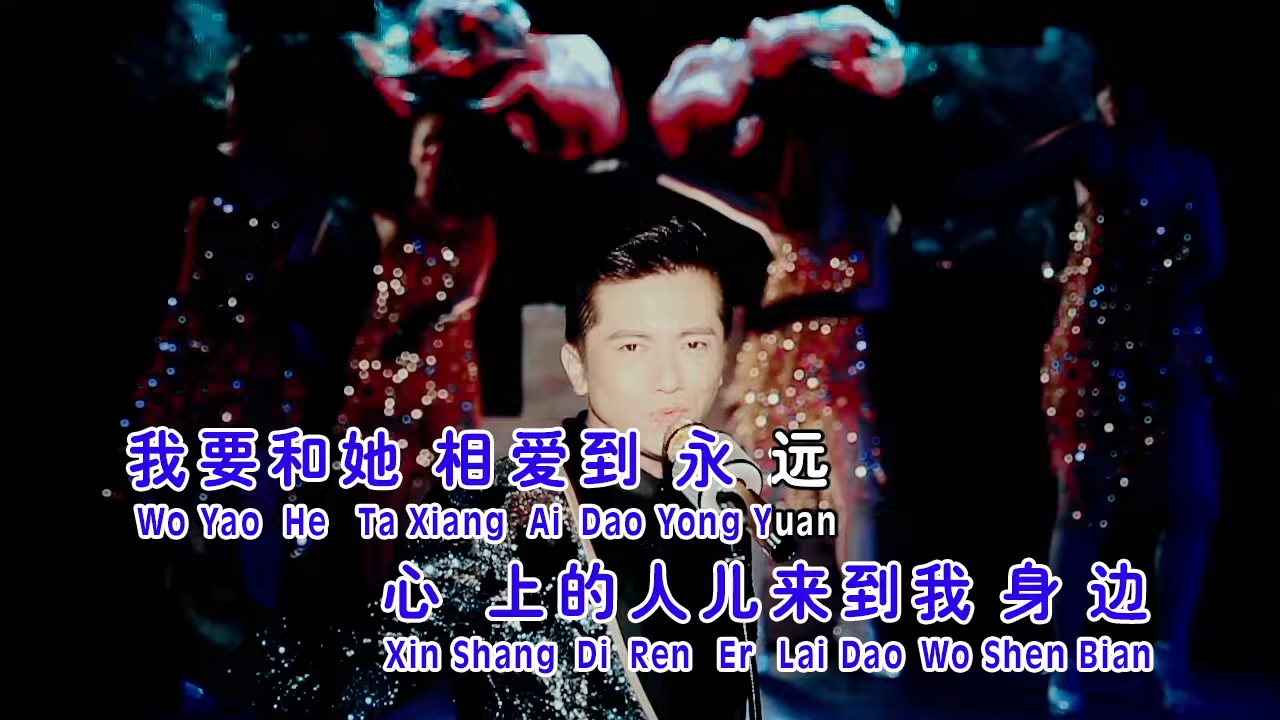 我要和她 相爱到 永 远
Wo Yao He Ta Xiang Ai Dao Yong Yuan
心 上的人儿来到我 身 边
Xin Shang Di Ren Er Lai Dao Wo Shen Bian